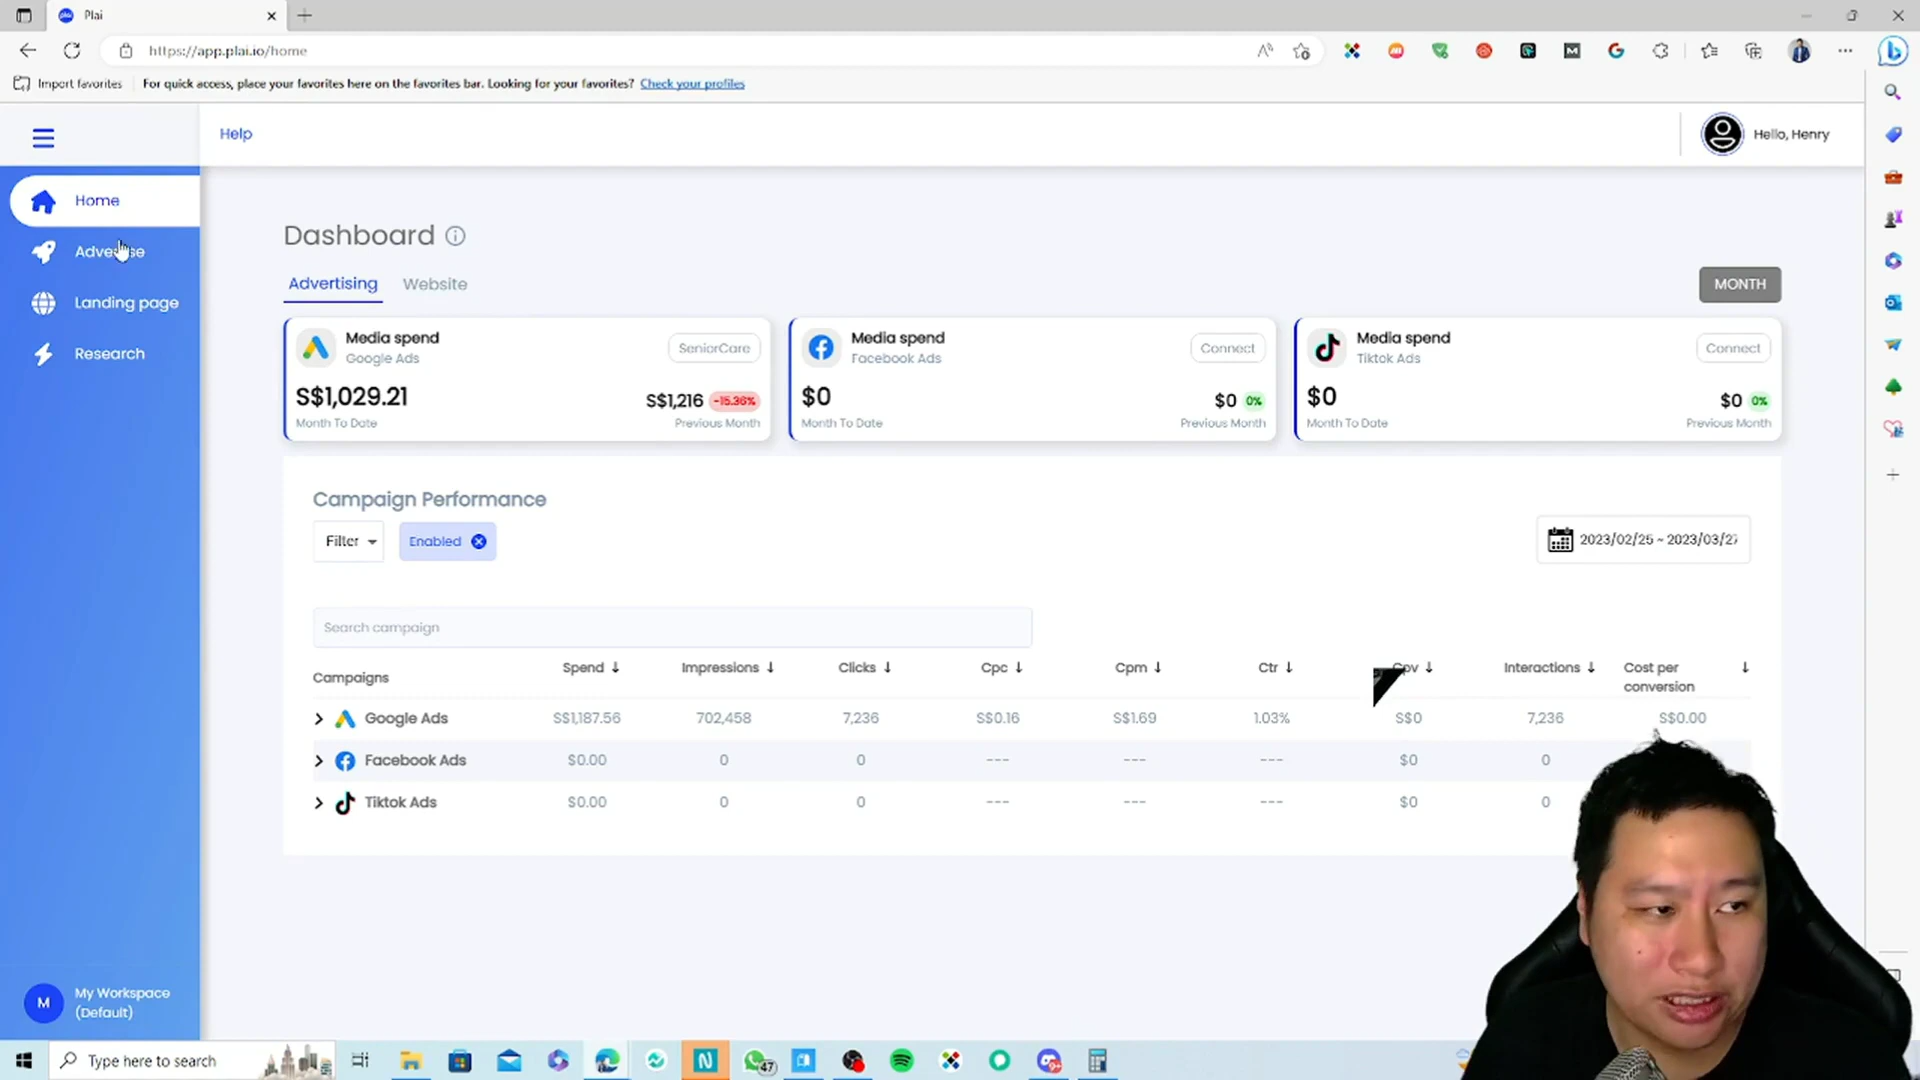 Plai
https://app.plai.io/home
Import favorites
For quick access, place your favorites here on the favorites bar. Looking for your favorites? Check your profiles
Help
Hello, Henry
Home
Advertise
Landing page
Research
Dashboard
Advertising
Website
MONTH
Media spend
Google Ads
SeniorCare
S$1,029.21
Month To Date
S$1,216 -15.36%
Previous Month
Media spend
Facebook Ads
Connect
$0
Month To Date
$0 0%
Previous Month
Media spend
Tiktok Ads
Connect
$0
Month To Date
$0 0%
Previous Month
Campaign Performance
Filter
Enabled
2023/02/25 ~ 2023/03/27
Search campaign
Campaigns
Spend
Impressions
Clicks
Cpc
Cpm
Ctr
Cpv
Interactions
Cost per
conversion
Google Ads S$1,187.56 702,458 7,236 S$0.16 S$1.69 1.03% S$0 7,236 S$0.00
Facebook Ads $0.00 0 0 --- --- --- $0 0
Tiktok Ads $0.00 0 0 --- --- --- $0 0
M
My Workspace
(Default)
Type here to search
47